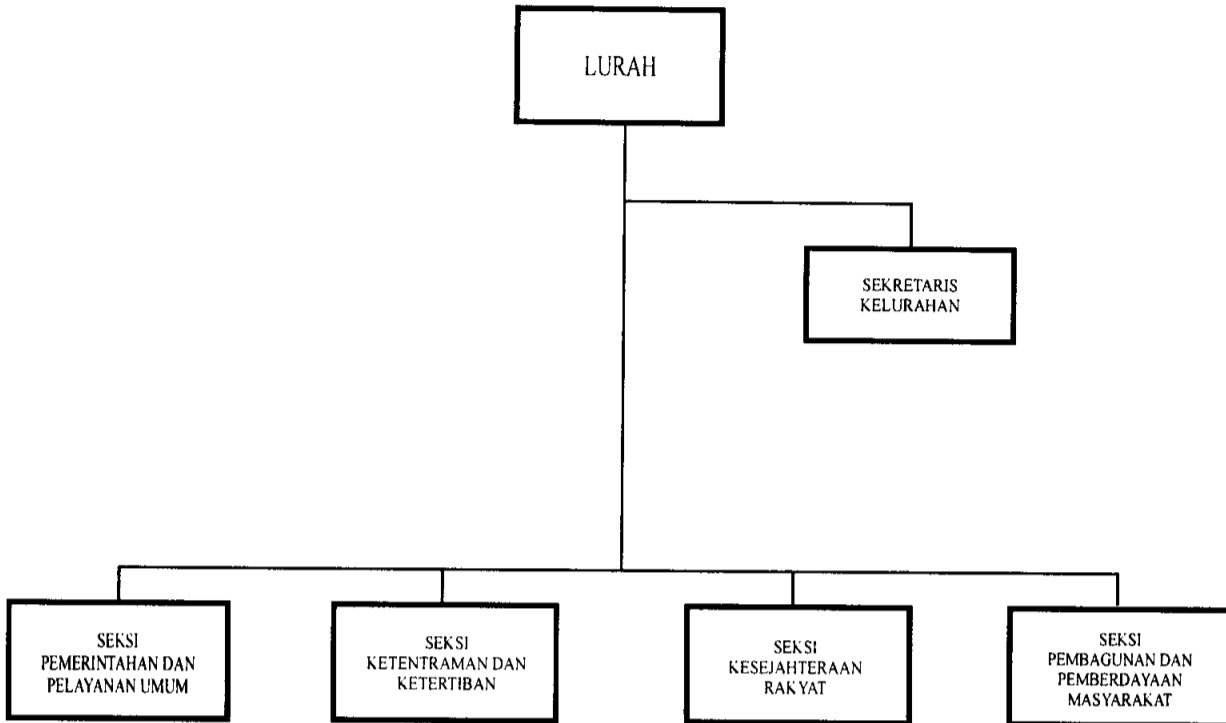 LURAH
SEKRETARIS
KELURAHAN
SEKSI
PEMERINTAHAN DAN
PELAYANAN UMUM
SEKSI
KETENTRAMAN DAN
KETERTIBAN
SEKSI
KESEJAHTERAAN
RAKYAT
SEKSI
PEMBAGUNAN DAN
PEMBERDAYAAN
MASYARAKAT